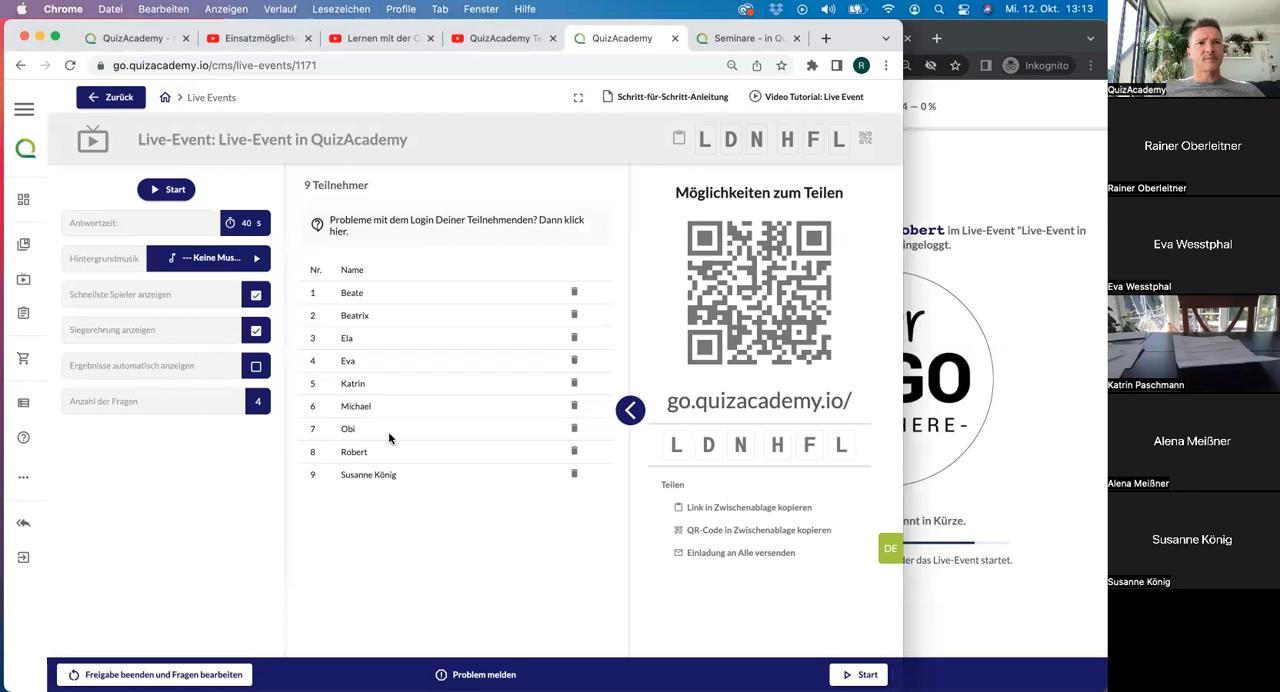 Chrome Datei Bearbeiten Anzeigen Verlauf Lesezeichen Profile Tab Fenster Hilfe Mi. 12. Okt. 13:13
QuizAcademy –
Einsatzmöglichk
Lernen mit der Q
QuizAcademy Te
QuizAcademy
Seminare – in Qu
go.quizacademy.io/cms/live-events/1171
R
Inkognito
Zurück
Live Events
Schritt-für-Schritt-Anleitung
Video Tutorial: Live Event
4 — 0 %
Live-Event: Live-Event in QuizAcademy
L D N H F L
Start
Antwortzeit: 40 s
Hintergrundmusik --- Keine Mus...
Schnellste Spieler anzeigen
Siegerehrung anzeigen
Ergebnisse automatisch anzeigen
Anzahl der Fragen 4
9 Teilnehmer
Probleme mit dem Login Deiner Teilnehmenden? Dann klick
hier.
Nr. Name
1 Beate
2 Beatrix
3 Ela
4 Eva
5 Katrin
6 Michael
7 Obi
8 Robert
9 Susanne König
Möglichkeiten zum Teilen
go.quizacademy.io/
L D N H F L
Teilen
Link in Zwischenablage kopieren
QR-Code in Zwischenablage kopieren
Einladung an Alle versenden
DE
obert im Live-Event "Live-Event in
ingeloggt.
r
GO
HERE-
nnt in Kürze.
der das Live-Event startet.
Freigabe beenden und Fragen bearbeiten
Problem melden
Start
QuizAcademy
Rainer Oberleitner
Rainer Oberleitner
Eva Wesstphal
Eva Wesstphal
Katrin Paschmann
Alena Meißner
Alena Meißner
Susanne König
Susanne König